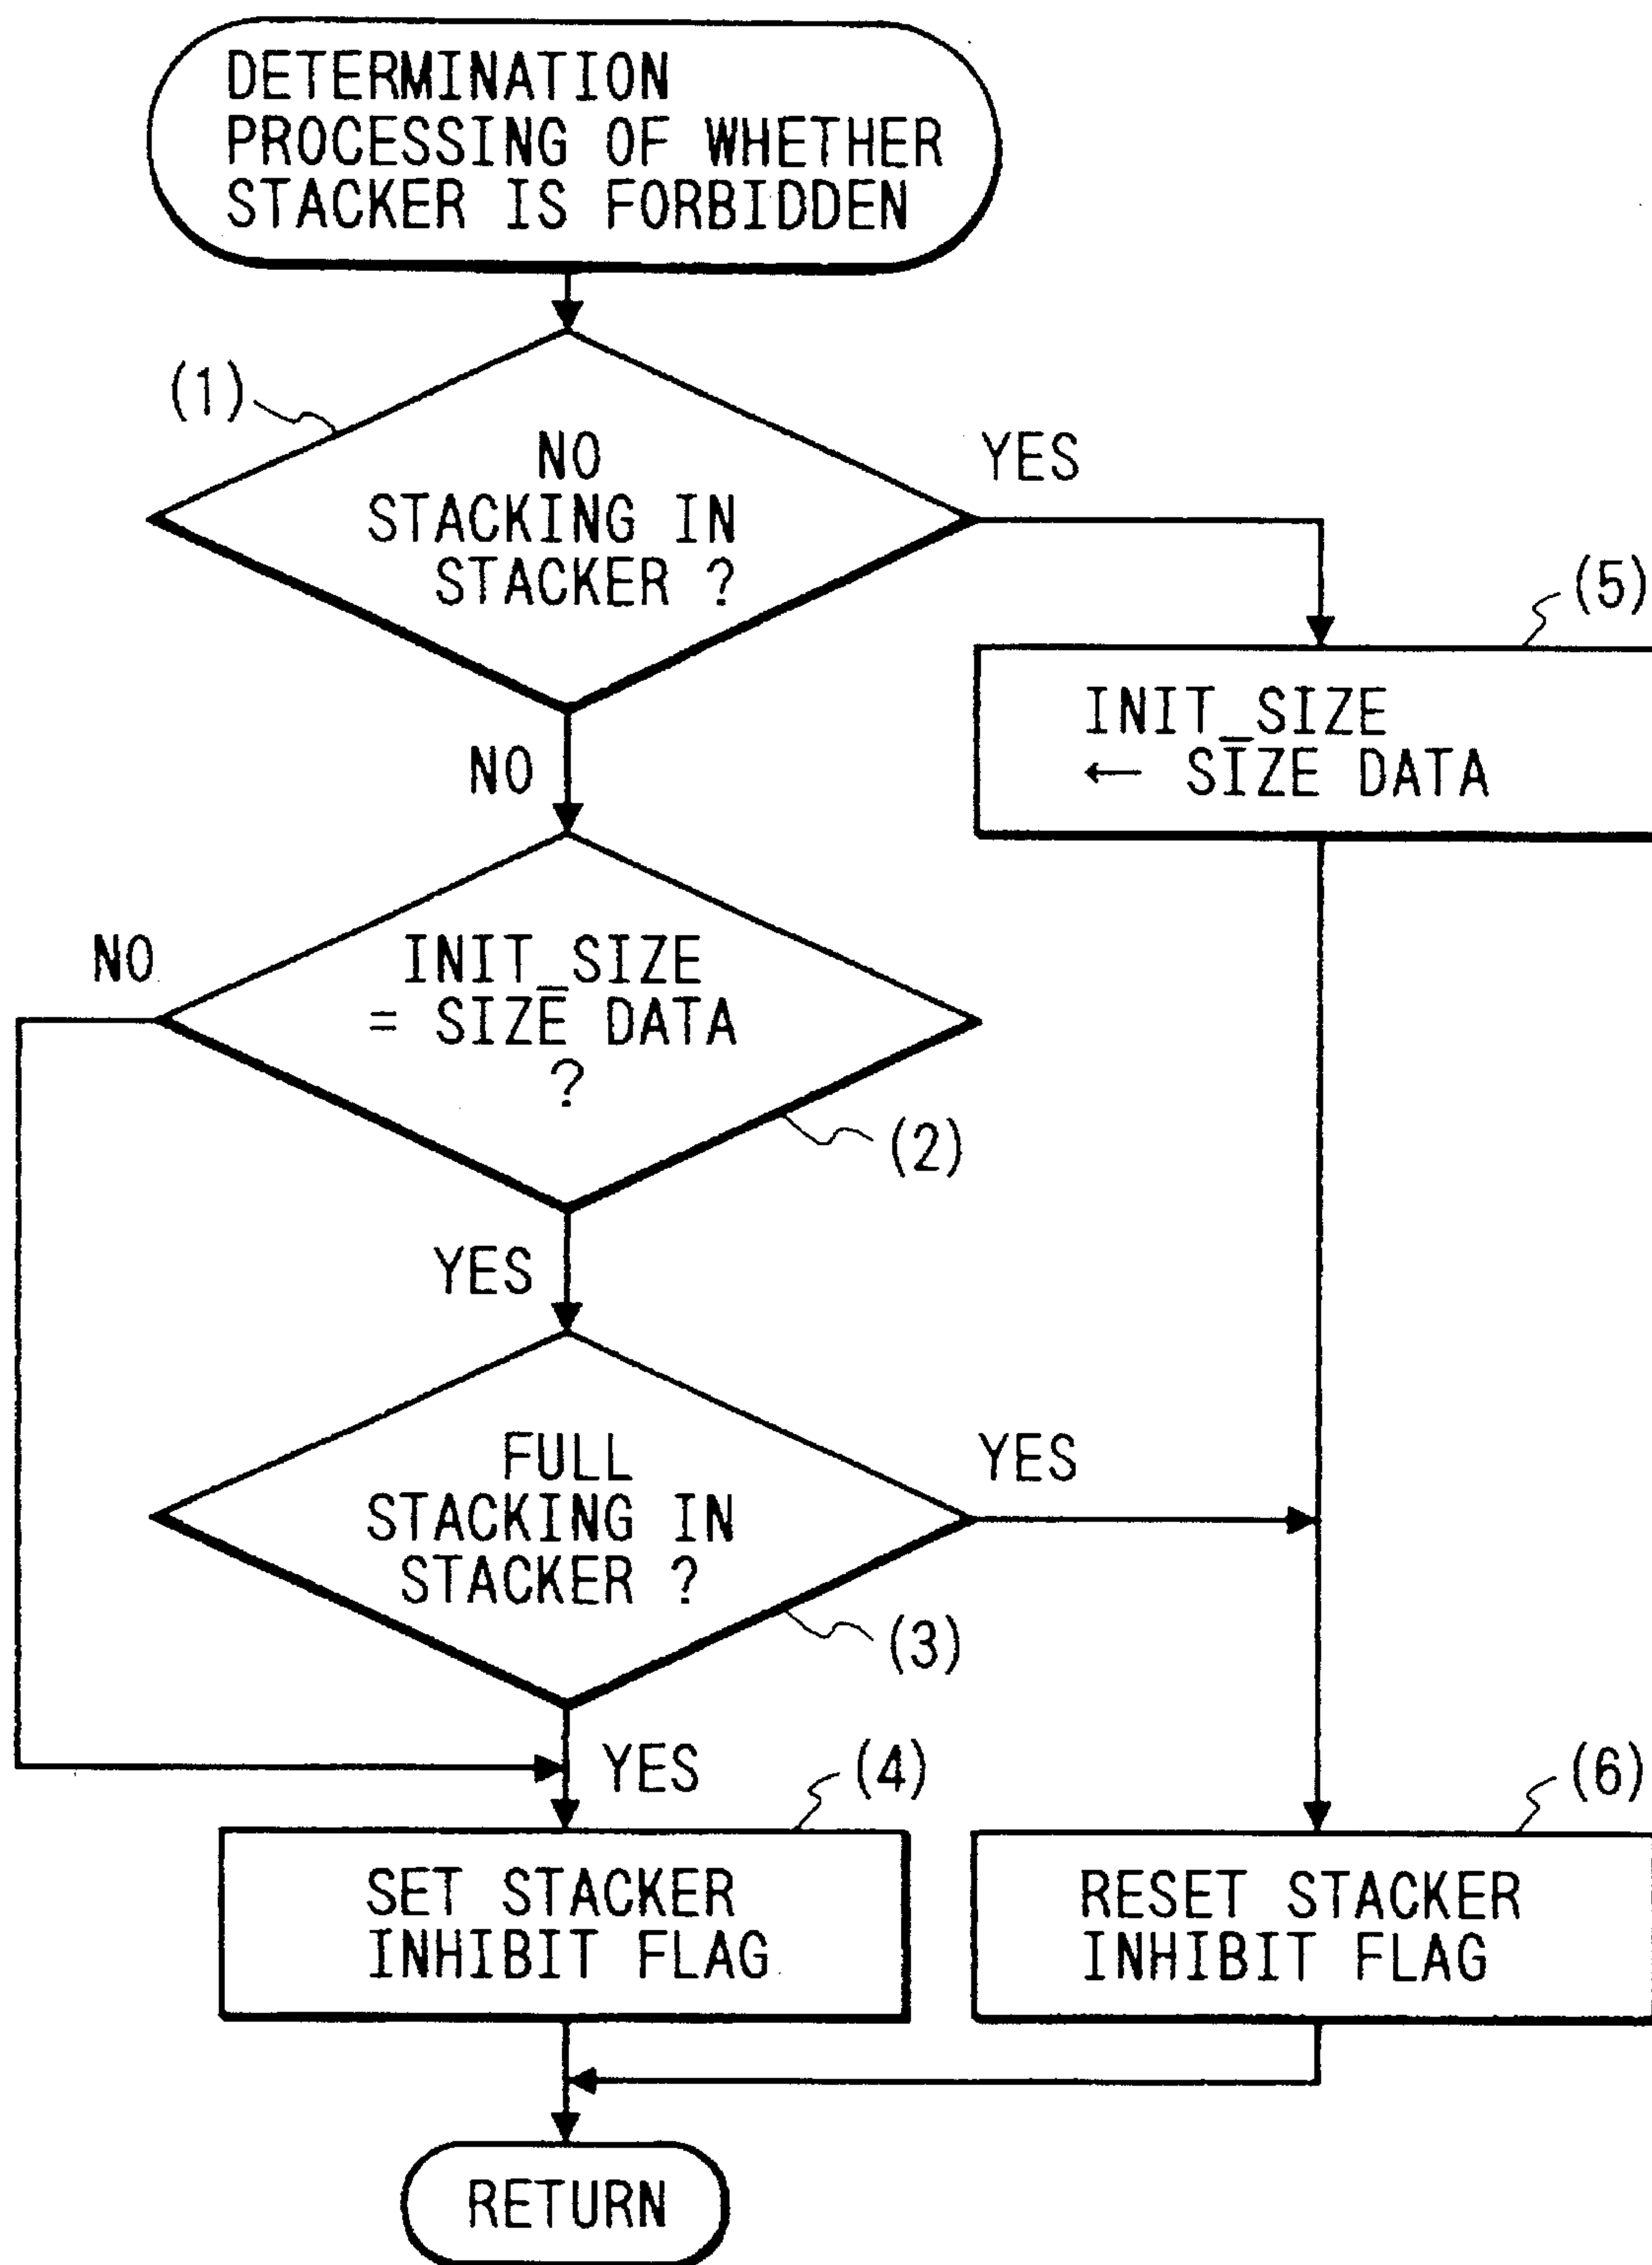 DETERMINATION
PROCESSING OF WHETHER
STACKER IS FORBIDDEN
(1)
NO
STACKING IN
STACKER ?
YES
(5)
INIT_SIZE
← SIZE DATA
NO
NO
INIT_SIZE
= SIZE DATA
?
(2)
YES
FULL
STACKING IN
STACKER ?
YES
(3)
YES
(4)
(6)
SET STACKER
INHIBIT FLAG
RESET STACKER
INHIBIT FLAG
RETURN